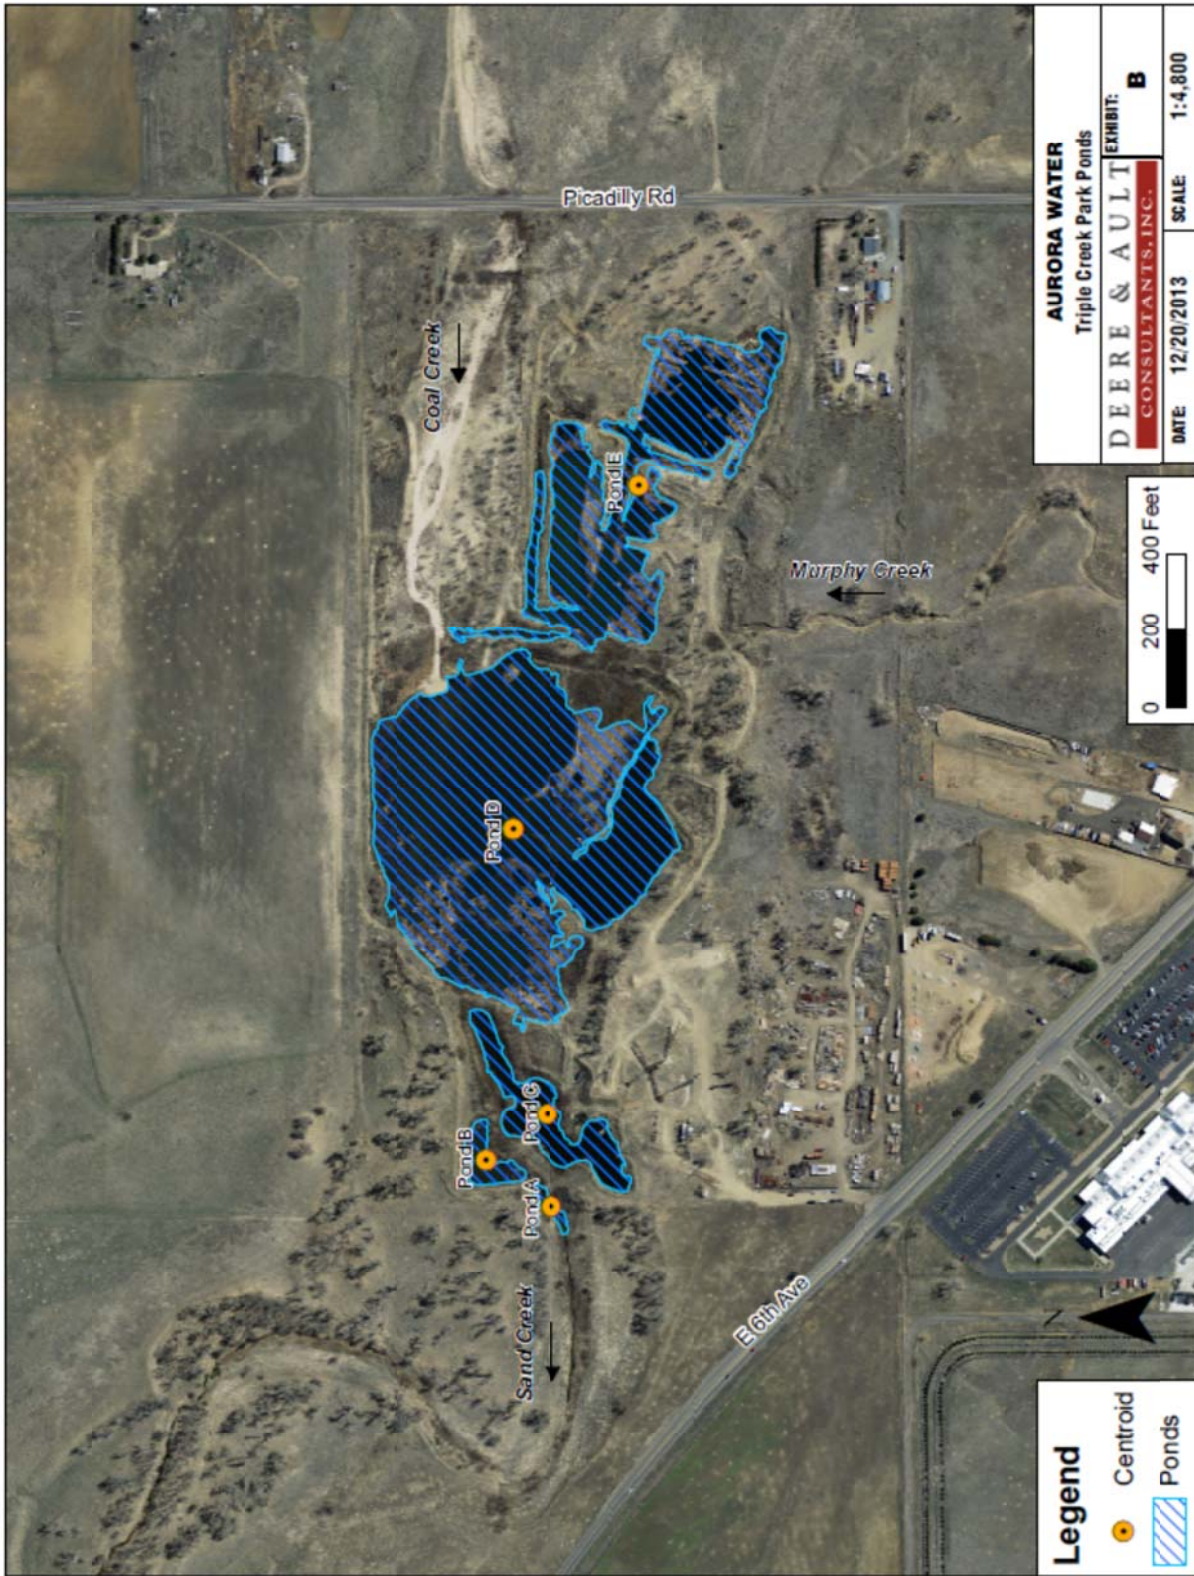 Picadilly Rd
Coal Creek
Pond E
Murphy Creek
Pond D
Pond C
Pond B
Pond A
Sand Creek
E 6th Ave
N
Legend
Centroid
Ponds
0 200 400 Feet
AURORA WATER
Triple Creek Park Ponds
DEERE & AULT
CONSULTANTS, INC.
EXHIBIT:
B
DATE: 12/20/2013
SCALE: 1:4,800